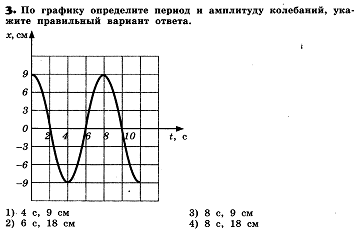 3. По графику определите период и амплитуду колебаний, ука-
жите правильный вариант ответа.
x, см
9
6
3
0
-3
-6
-9
2 4 6 8 10
t, с
1) 4 с, 9 см
2) 6 с, 18 см
3) 8 с, 9 см
4) 8 с, 18 см